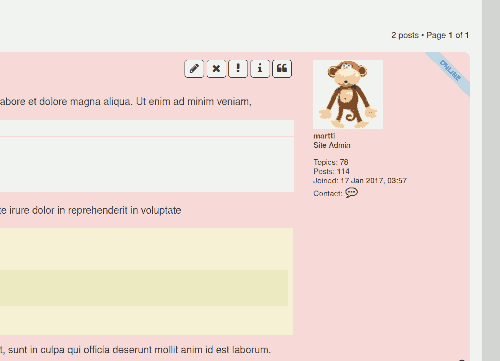 2 posts • Page 1 of 1
ONLINE
abore et dolore magna aliqua. Ut enim ad minim veniam,
martti
Site Admin
Topics: 78
Posts: 114
Joined: 17 Jan 2017, 03:57
Contact:
e irure dolor in reprehenderit in voluptate
t, sunt in culpa qui officia deserunt mollit anim id est laborum.